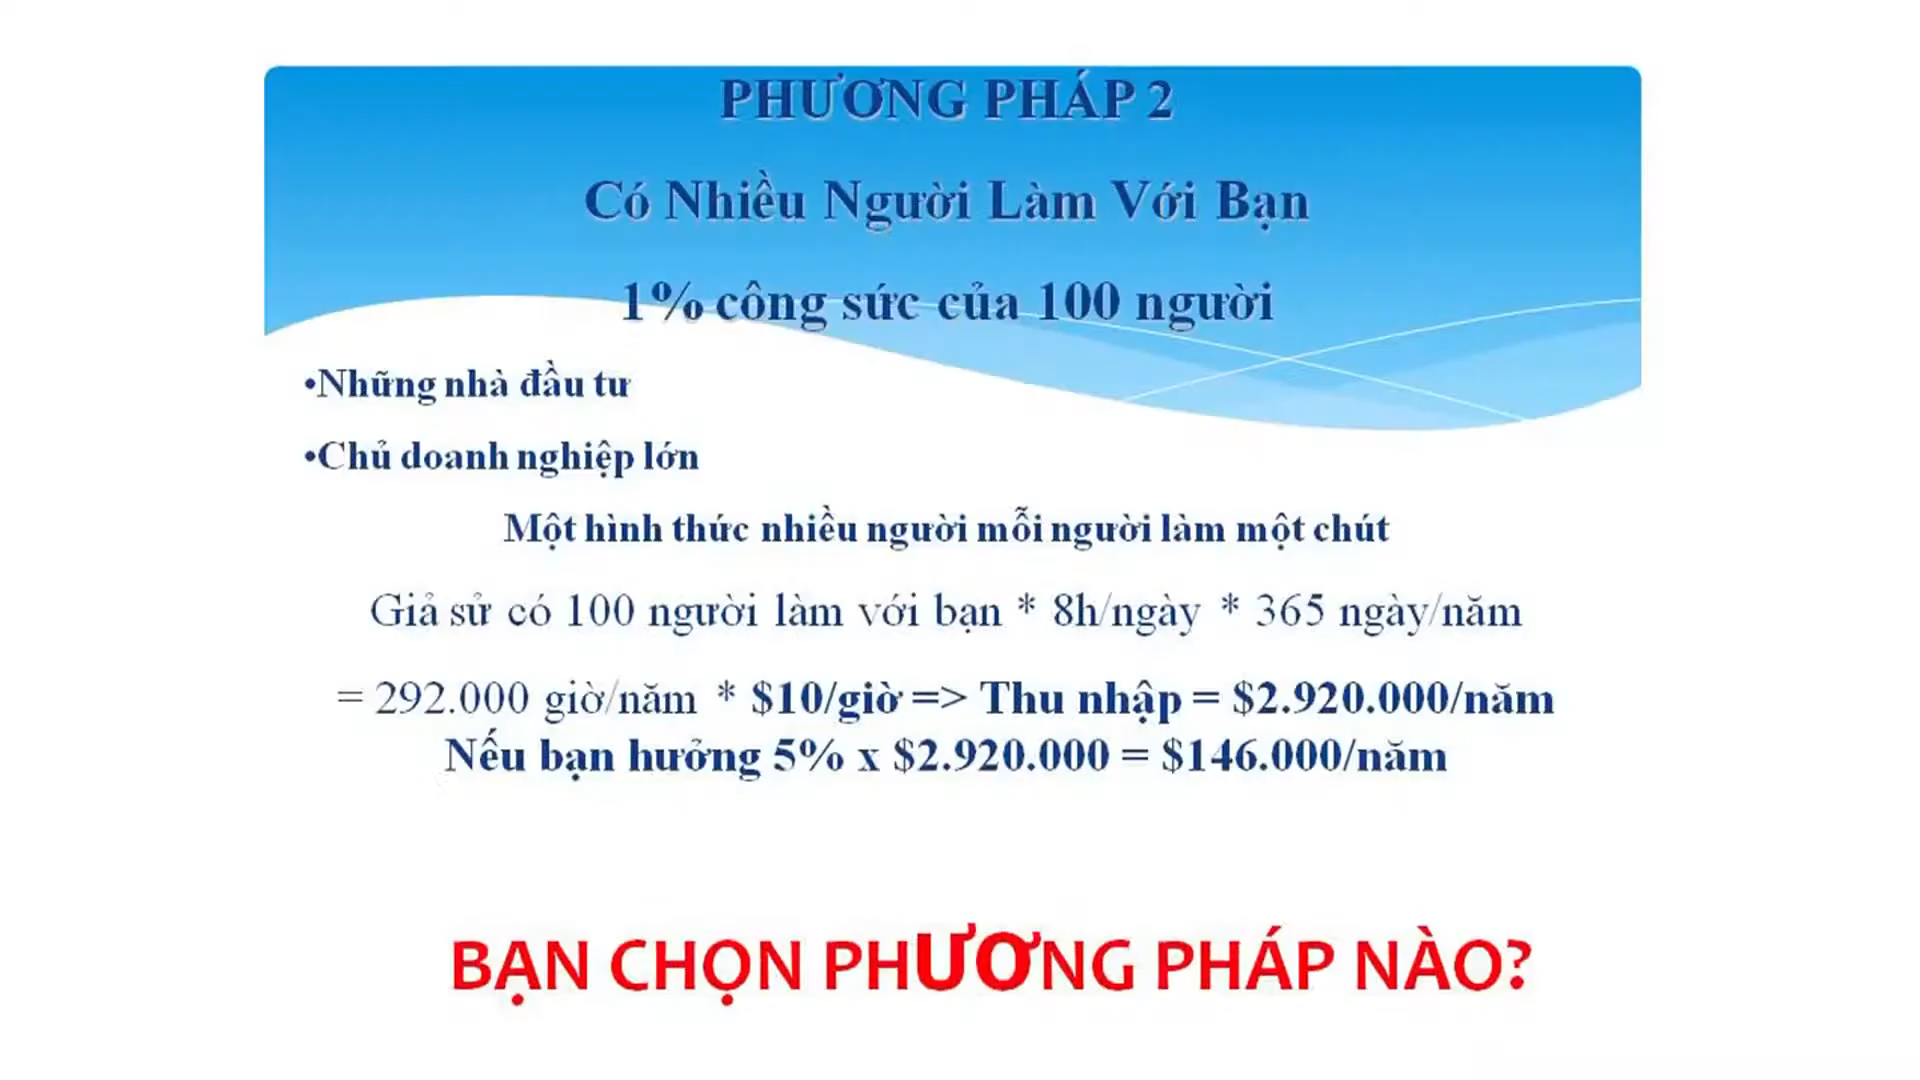 PHƯƠNG PHÁP 2
Có Nhiều Người Làm Với Bạn
1% công sức của 100 người
•Những nhà đầu tư
•Chủ doanh nghiệp lớn
Một hình thức nhiều người mỗi người làm một chút
Giả sử có 100 người làm với bạn * 8h/ngày * 365 ngày/năm
= 292.000 giờ/năm * $10/giờ => Thu nhập = $2.920.000/năm
Nếu bạn hưởng 5% x $2.920.000 = $146.000/năm
BẠN CHỌN PHƯƠNG PHÁP NÀO?